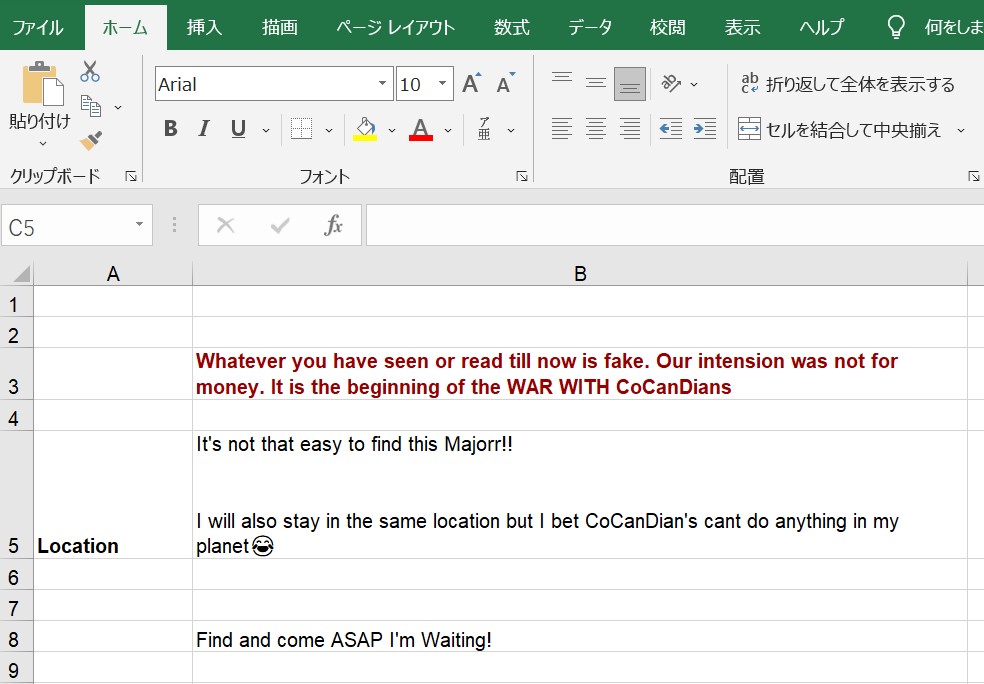 ファイル ホーム 挿入 描画 ページ レイアウト 数式 データ 校閲 表示 ヘルプ 何をしま
Arial 10 A A ab 折り返して全体を表示する
貼り付け B I U A ア亜 セルを結合して中央揃え
クリップボード フォント 配置
C5 fx
A B
1
2
3 Whatever you have seen or read till now is fake. Our intension was not for
money. It is the beginning of the WAR WITH CoCanDians
4
It's not that easy to find this Majorr!!
I will also stay in the same location but I bet CoCanDian's cant do anything in my
5 Location planet😂
6
7
8 Find and come ASAP I'm Waiting!
9